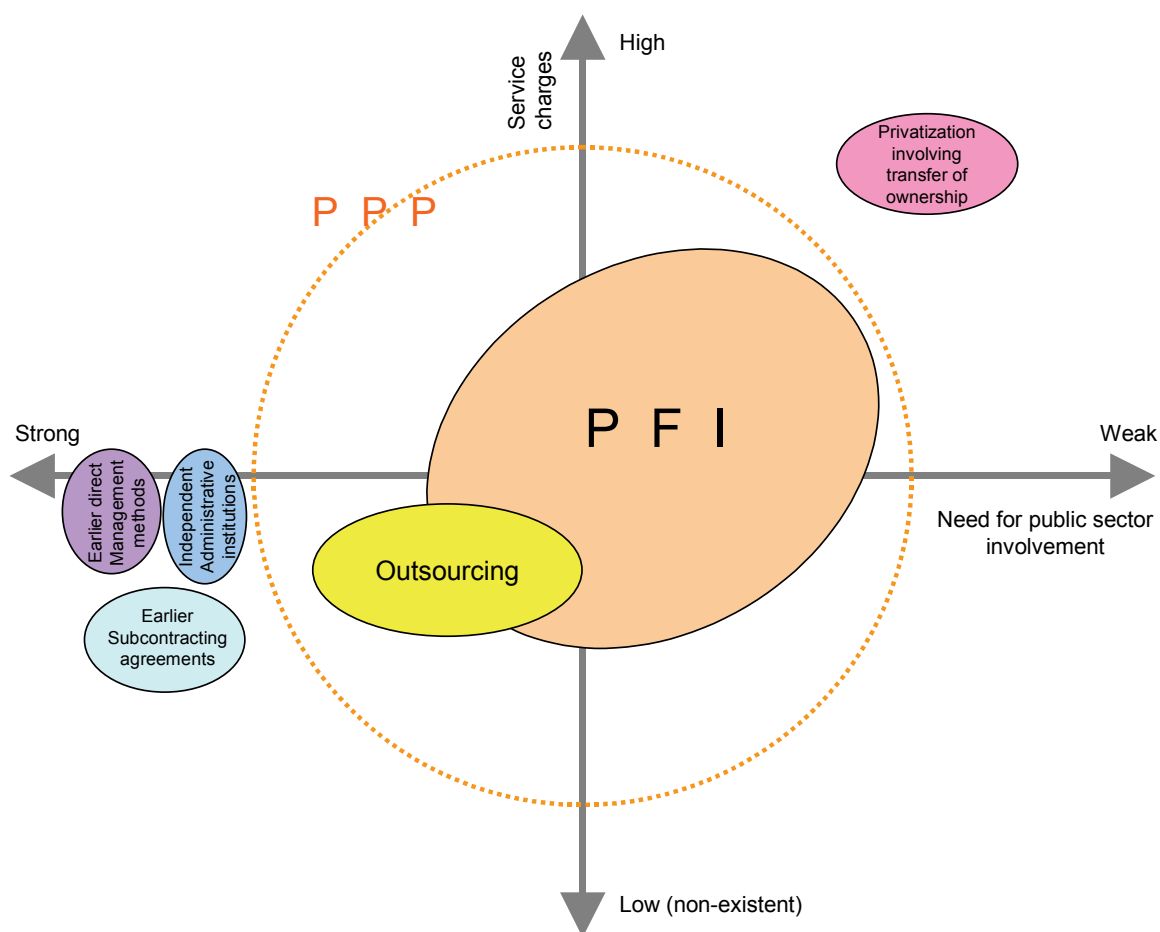 High
Service
charges
Privatization
involving
transfer of
ownership
P P P
P F I
Strong
Weak
Earlier direct
Management
methods
Independent
Administrative
institutions
Need for public sector
involvement
Outsourcing
Earlier
Subcontracting
agreements
Low (non-existent)